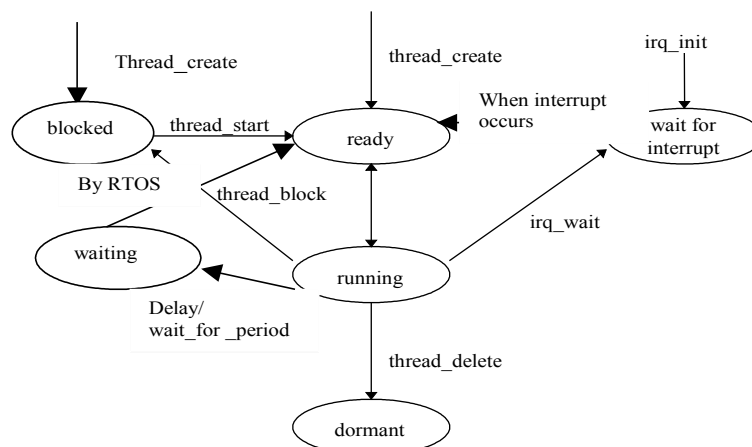 irq_init
Thread_create
thread_create
When interrupt
occurs
blocked
thread_start
ready
wait for
interrupt
By RTOS
thread_block
irq_wait
waiting
running
Delay/
wait_for _period
thread_delete
dormant